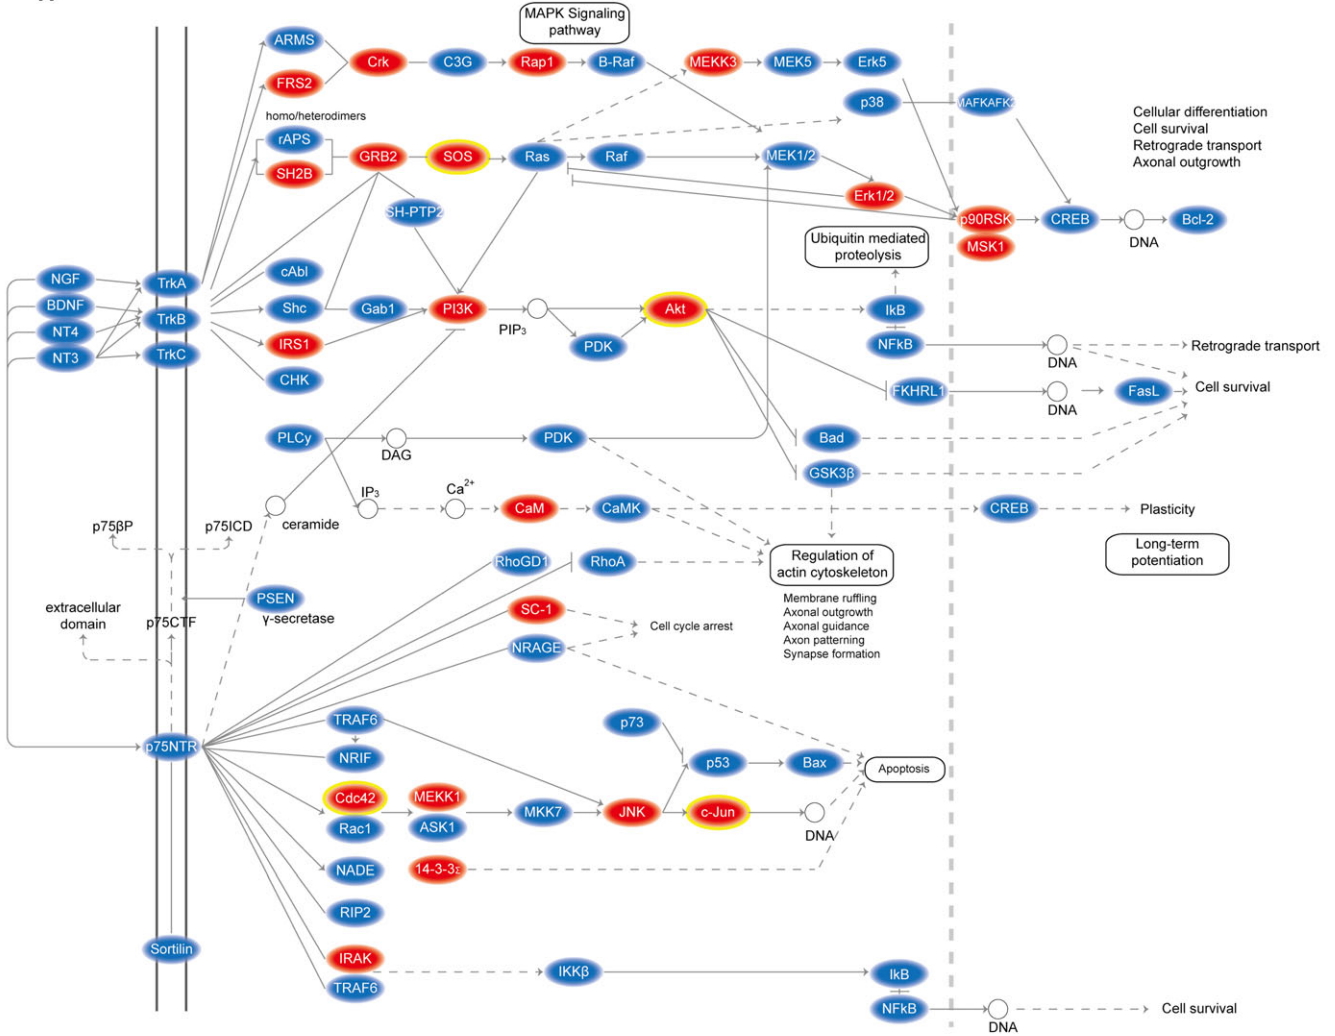 MAPK Signaling
pathway
ARMS
Crk
C3G
Rap1
B-Raf
MEKK3
MEK5
Erk5
FRS2
p38
MAFKAFK2
Cellular differentiation
Cell survival
Retrograde transport
Axonal outgrowth
homo/heterodimers
rAPS
SH2B
GRB2
SOS
Ras
Raf
MEK1/2
Erk1/2
SH-PTP2
p90RSK
MSK1
CREB
DNA
Bcl-2
Ubiquitin mediated
proteolysis
NGF
BDNF
NT4
NT3
TrkA
TrkB
TrkC
cAbl
Shc
Gab1
PI3K
PIP3
Akt
IkB
IRS1
PDK
NFkB
DNA
Retrograde transport
CHK
FKHRL1
DNA
FasL
Cell survival
PLCy
DAG
PDK
Bad
GSK3β
IP3
Ca2+
CaM
CaMK
CREB
Plasticity
ceramide
p75βP
p75ICD
Long-term
potentiation
RhoGD1
RhoA
Regulation of
actin cytoskeleton
Membrane ruffling
Axonal outgrowth
Axonal guidance
Axon patterning
Synapse formation
PSEN
γ-secretase
extracellular
domain
p75CTF
SC-1
Cell cycle arrest
NRAGE
TRAF6
p73
p75NTR
NRIF
p53
Bax
Apoptosis
Cdc42
Rac1
MEKK1
ASK1
MKK7
JNK
c-Jun
DNA
NADE
14-3-3Σ
RIP2
Sortilin
IRAK
TRAF6
IKKβ
IkB
NFkB
DNA
Cell survival